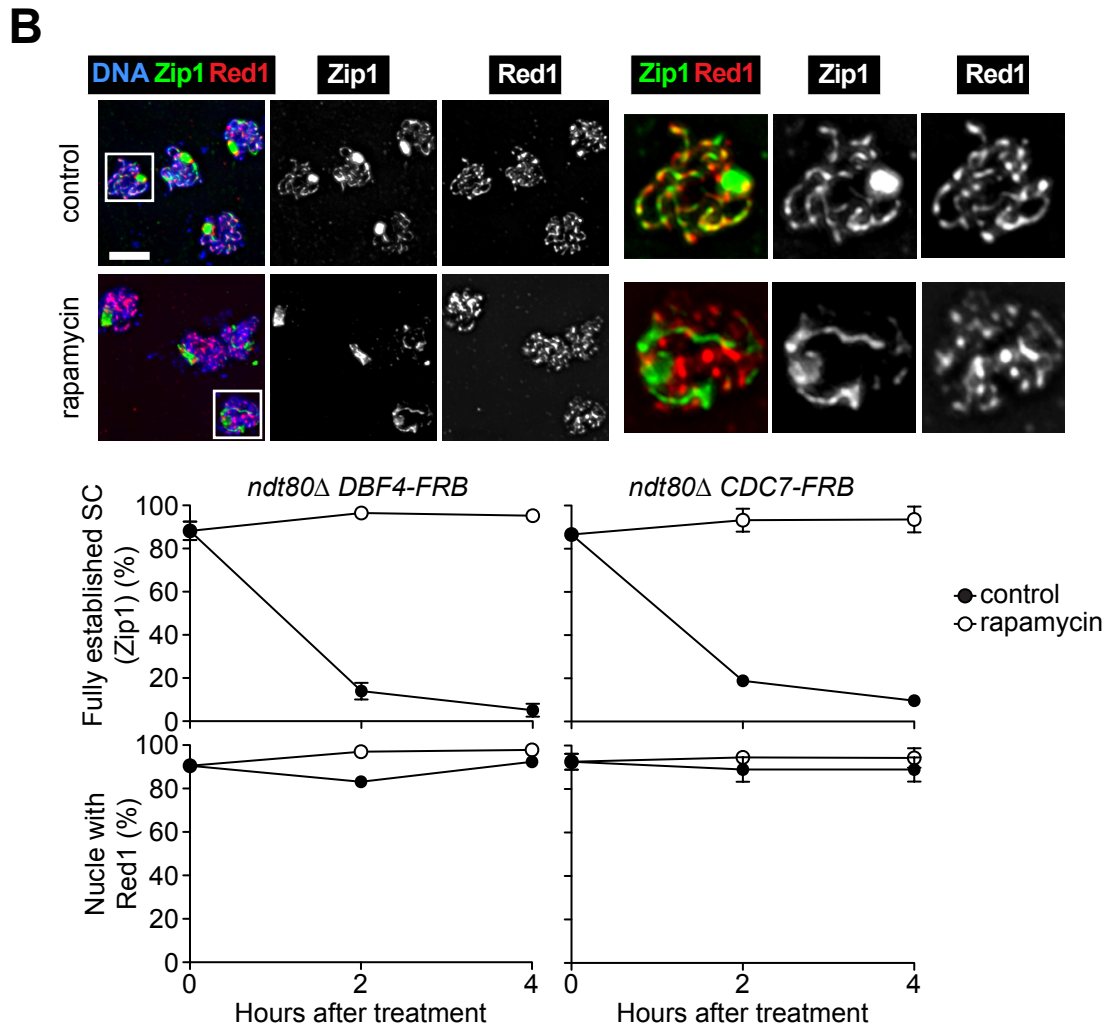 B
DNA Zip1 Red1 Zip1 Red1 Zip1 Red1 Zip1 Red1
control
rapamycin
ndt80Δ DBF4-FRB ndt80Δ CDC7-FRB
Fully established SC
(Zip1) (%)
100
80
60
40
20
0
control
rapamycin
Nucle with
Red1 (%)
100
80
60
40
20
0
0 2 4 0 2 4
Hours after treatment Hours after treatment